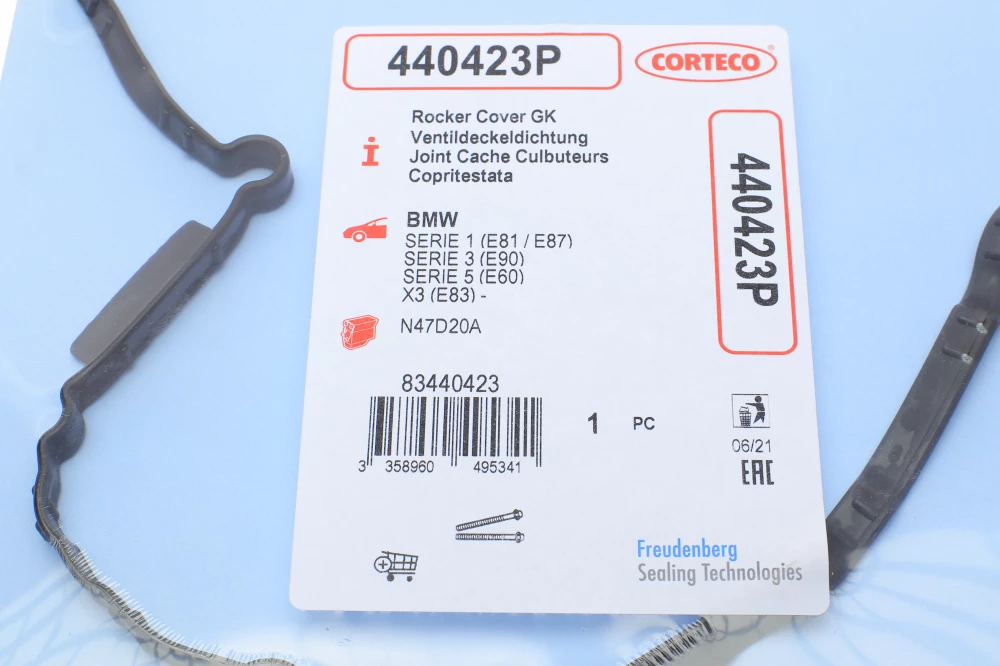 440423P
CORTECO®
Rocker Cover GK
Ventildeckeldichtung
Joint Cache Culbuteurs
Copritestata
440423P
BMW
SERIE 1 (E81 / E87)
SERIE 3 (E90)
SERIE 5 (E60)
X3 (E83) -
N47D20A
83440423
1 PC
3 358960 495341
06/21
EAC
Freudenberg
Sealing Technologies